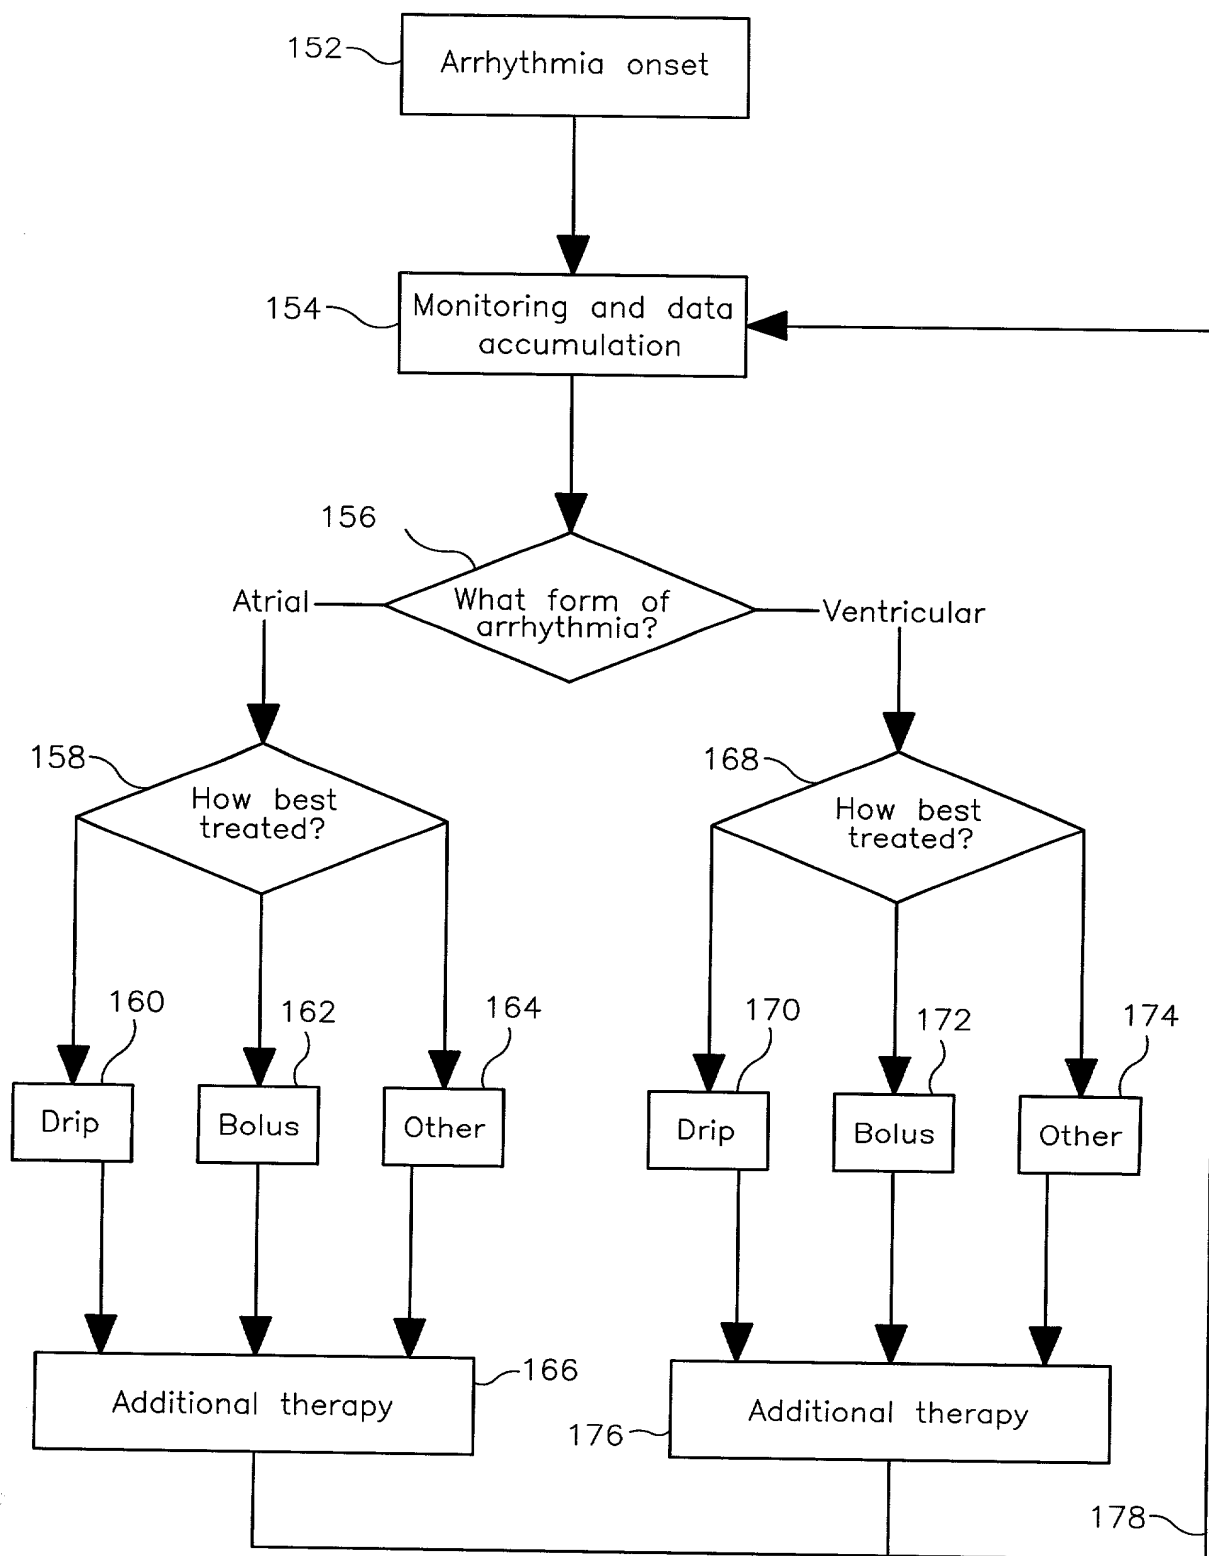 152
Arrhythmia onset
154
Monitoring and data
accumulation
156
Atrial
What form of
arrhythmia?
Ventricular
158
How best
treated?
168
How best
treated?
160
162
164
170
172
174
Drip
Bolus
Other
Drip
Bolus
Other
Additional therapy
166
Additional therapy
176
178